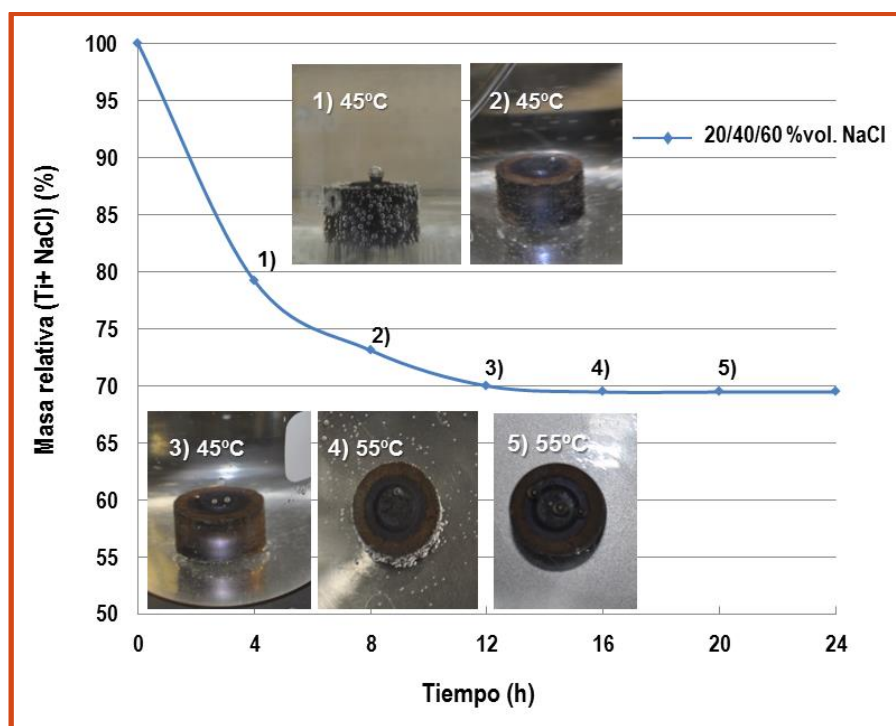 100
95
90
85
80
75
70
65
60
55
50
Masa relativa (Ti+ NaCl) (%)
1) 45ºC
2) 45ºC
20/40/60 %vol. NaCl
1)
2)
3)
4)
5)
3) 45ºC
4) 55ºC
5) 55ºC
0 4 8 12 16 20 24
Tiempo (h)